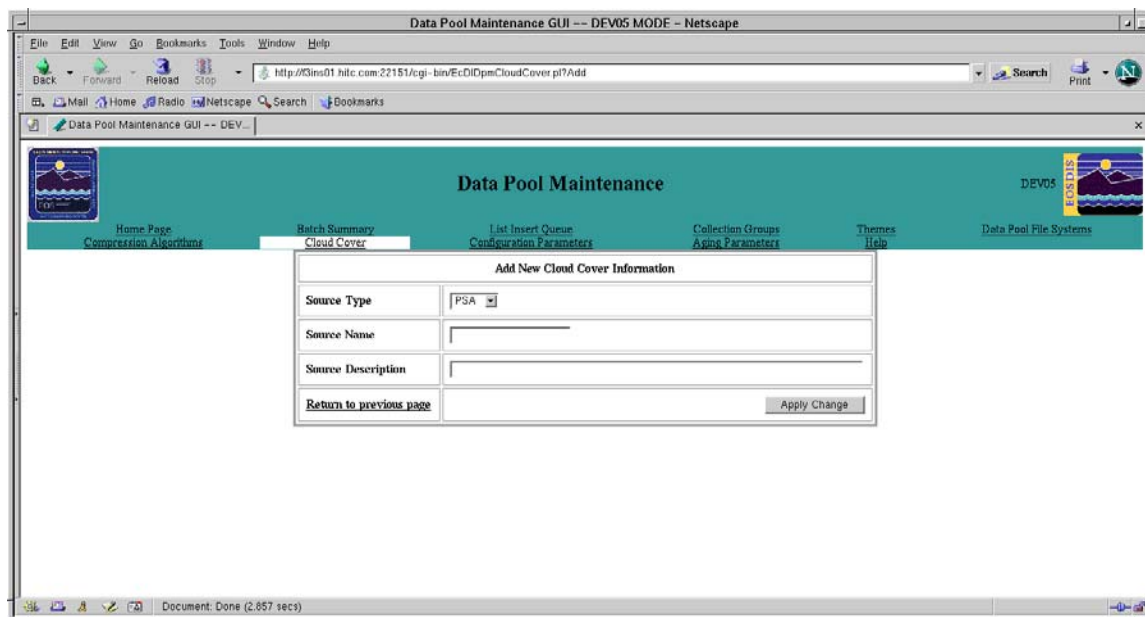 Data Pool Maintenance GUI -- DEV05 MODE - Netscape
File Edit View Go Bookmarks Tools Window Help
Back Forward Reload Stop http://f3ins01.hitc.com:22151/cgi-bin/EcDlDpmCloudCover.pl?Add Search Print N
Mail Home Radio Netscape Search Bookmarks
Data Pool Maintenance GUI -- DEV...
Data Pool Maintenance
DEV05
EOSDIS
Home Page Batch Summary List Insert Queue Collection Groups Themes Data Pool File Systems
Compression Algorithms Cloud Cover Configuration Parameters Aging Parameters Help
Add New Cloud Cover Information
Source Type PSA
Source Name
Source Description
Return to previous page Apply Change
Document: Done (2.857 secs)